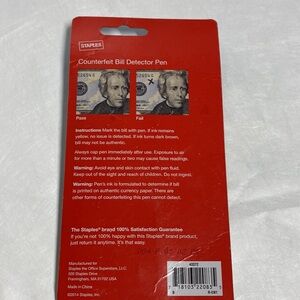 STAPLES
Counterfeit Bill Detector Pen
Pass
Fail
Instructions Mark the bill with pen. If ink remains
yellow, no issue is detected. If ink turns dark brown,
bill may not be authentic.
Always cap pen immediately after use. Exposure to air
for more than a minute or two may cause false readings.
Warning: Avoid eye and skin contact with pen fluid.
Keep out of the sight and reach of children. Do not ingest.
Warning: Pen's ink is formulated to determine if bill
is printed on authentic currency paper. It does not
detect any other forms of counterfeiting.
The Staples® brand 100% Satisfaction Guarantee
If you're not 100% happy with this Staples® brand product,
just return it anytime. It's that easy.
Manufactured for
Staples the Office Superstore, LLC.
500 Staples Drive
Framingham, MA 01702 USA
Made in China
©2014 Staples, Inc.